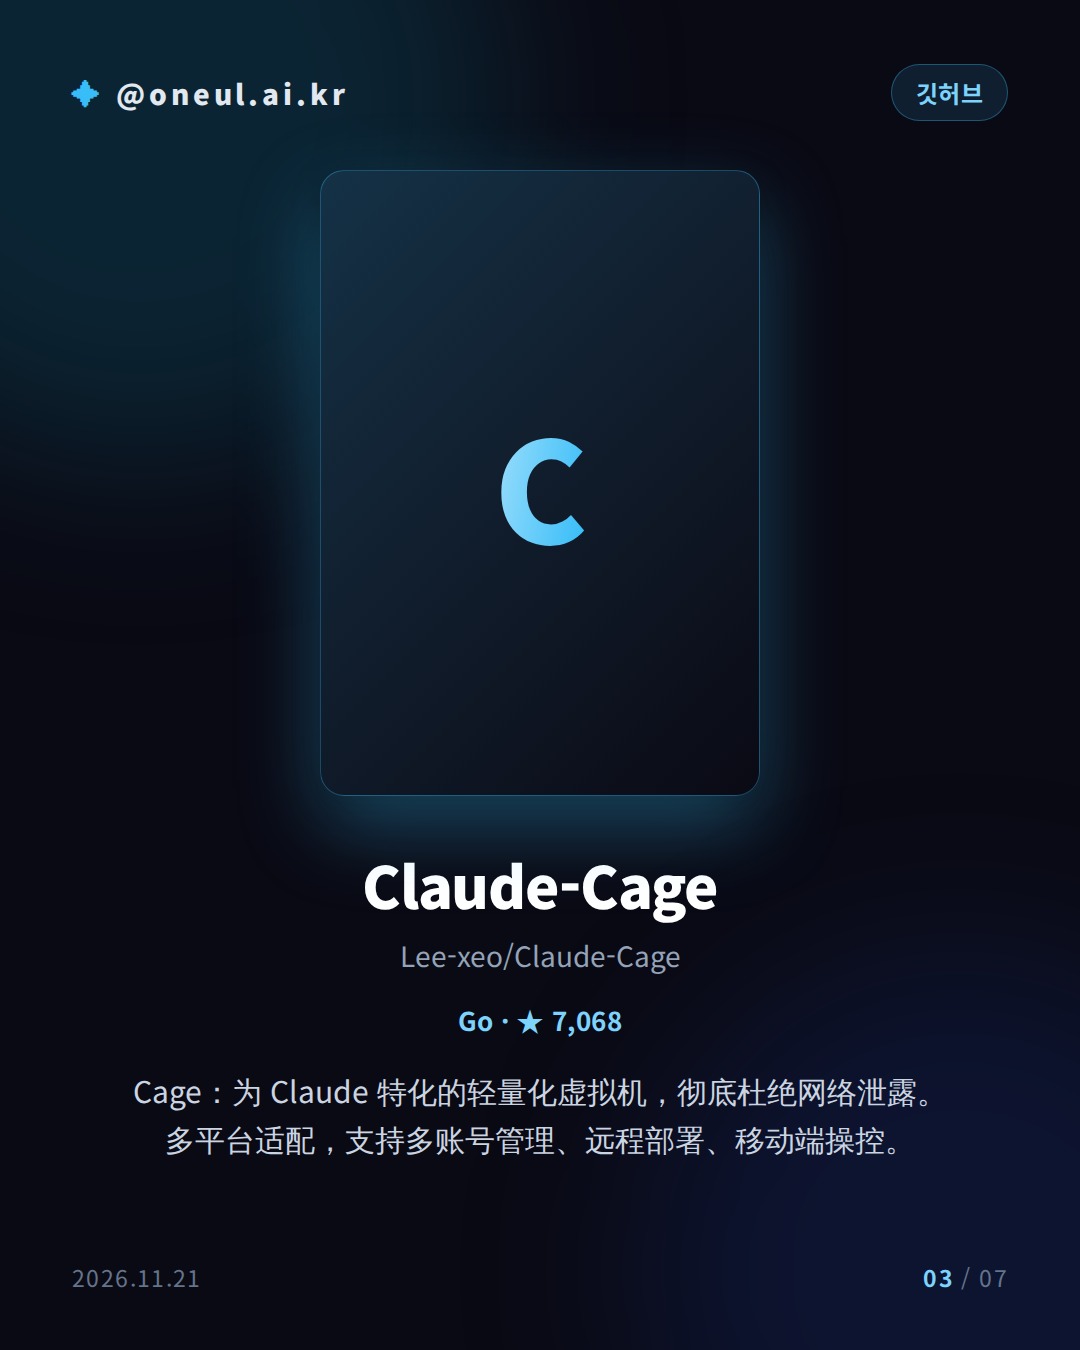 @oneul.ai.kr
깃허브
C
Claude-Cage
Lee-xeo/Claude-Cage
Go · ★ 7,068
Cage：为 Claude 特化的轻量化虚拟机，彻底杜绝网络泄露。
多平台适配，支持多账号管理、远程部署、移动端操控。
2026.11.21
03 / 07